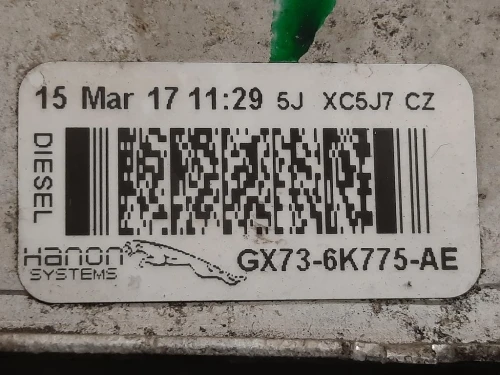 15 Mar 17 11:29 5J XC5J7 CZ
DIESEL
Hanon
SYSTEMS
GX73-6K775-AE